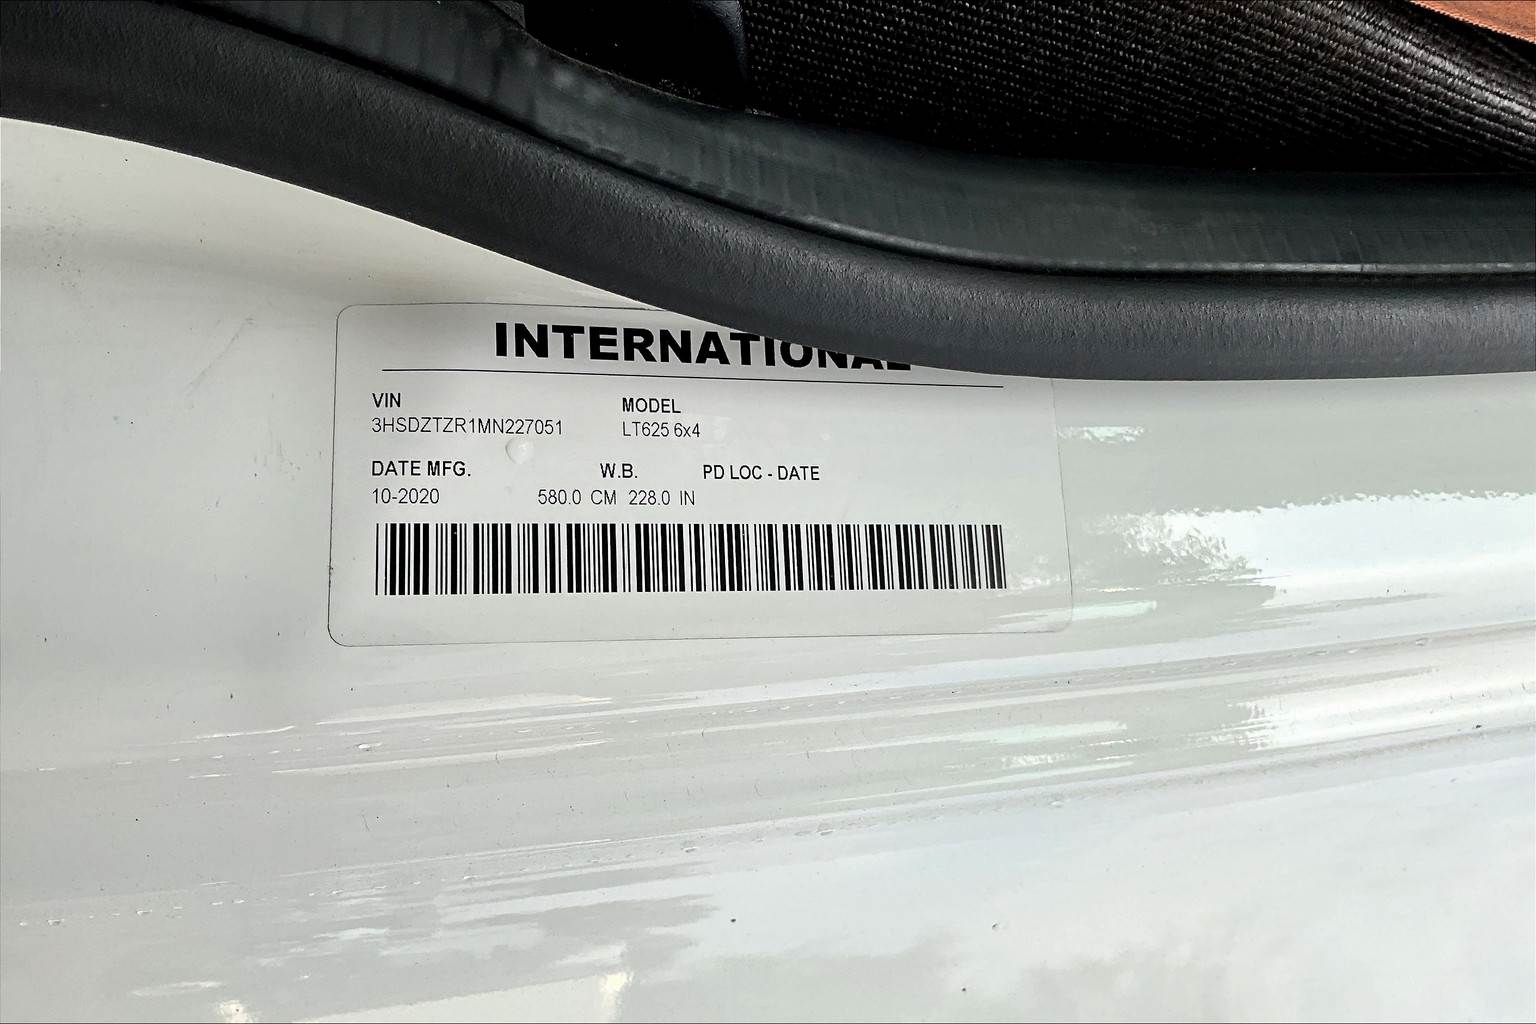 INTERNATIONAL
VIN MODEL
3HSDZTZR1MN227051 LT625 6x4
DATE MFG. W.B. PD LOC - DATE
10-2020 580.0 CM 228.0 IN